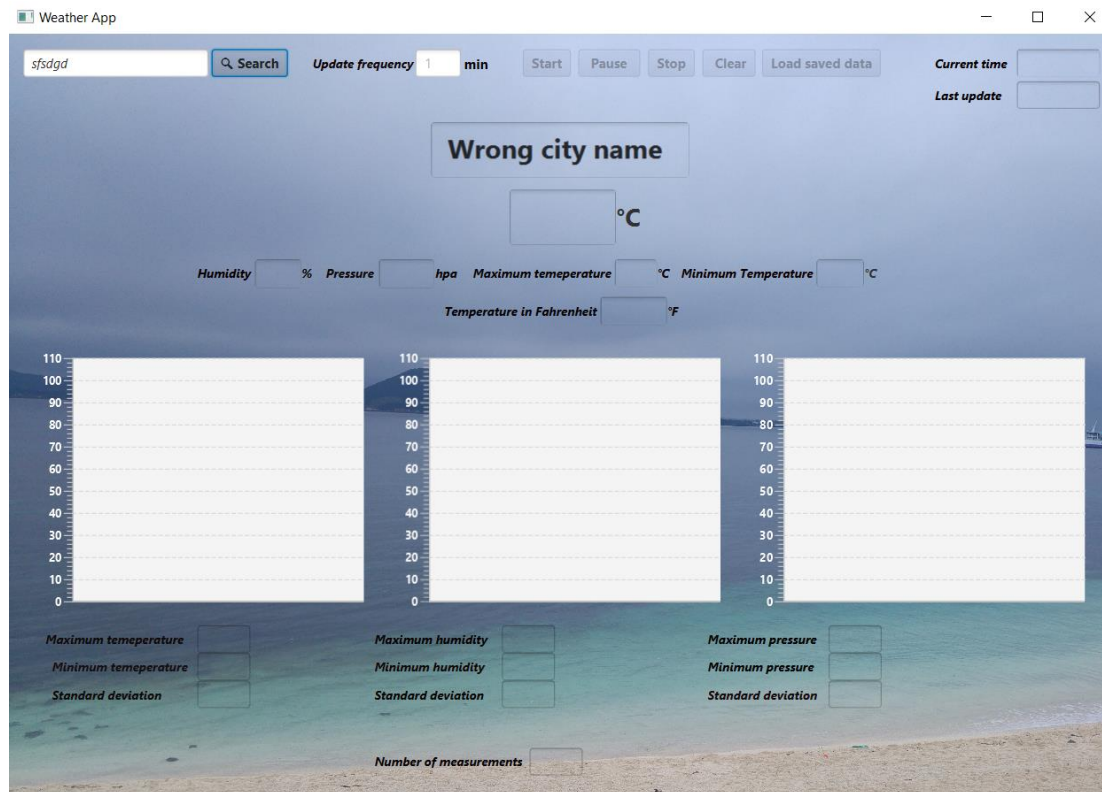 Weather App
sfsdgd Search Update frequency 1 min Start Pause Stop Clear Load saved data Current time
Last update
Wrong city name
°C
Humidity % Pressure hpa Maximum temeperature °C Minimum Temperature °C
Temperature in Fahrenheit °F
110 110 110
100 100 100
90 90 90
80 80 80
70 70 70
60 60 60
50 50 50
40 40 40
30 30 30
20 20 20
10 10 10
0 0 0
Maximum temeperature Maximum humidity Maximum pressure
Minimum temeperature Minimum humidity Minimum pressure
Standard deviation Standard deviation Standard deviation
Number of measurements